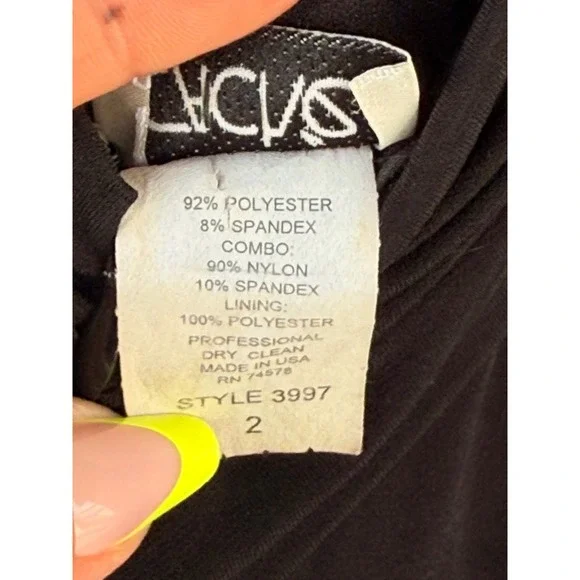 92% POLYESTER
8% SPANDEX
COMBO:
90% NYLON
10% SPANDEX
LINING:
100% POLYESTER
PROFESSIONAL
DRY CLEAN
MADE IN USA
RN 74578
STYLE 3997
2